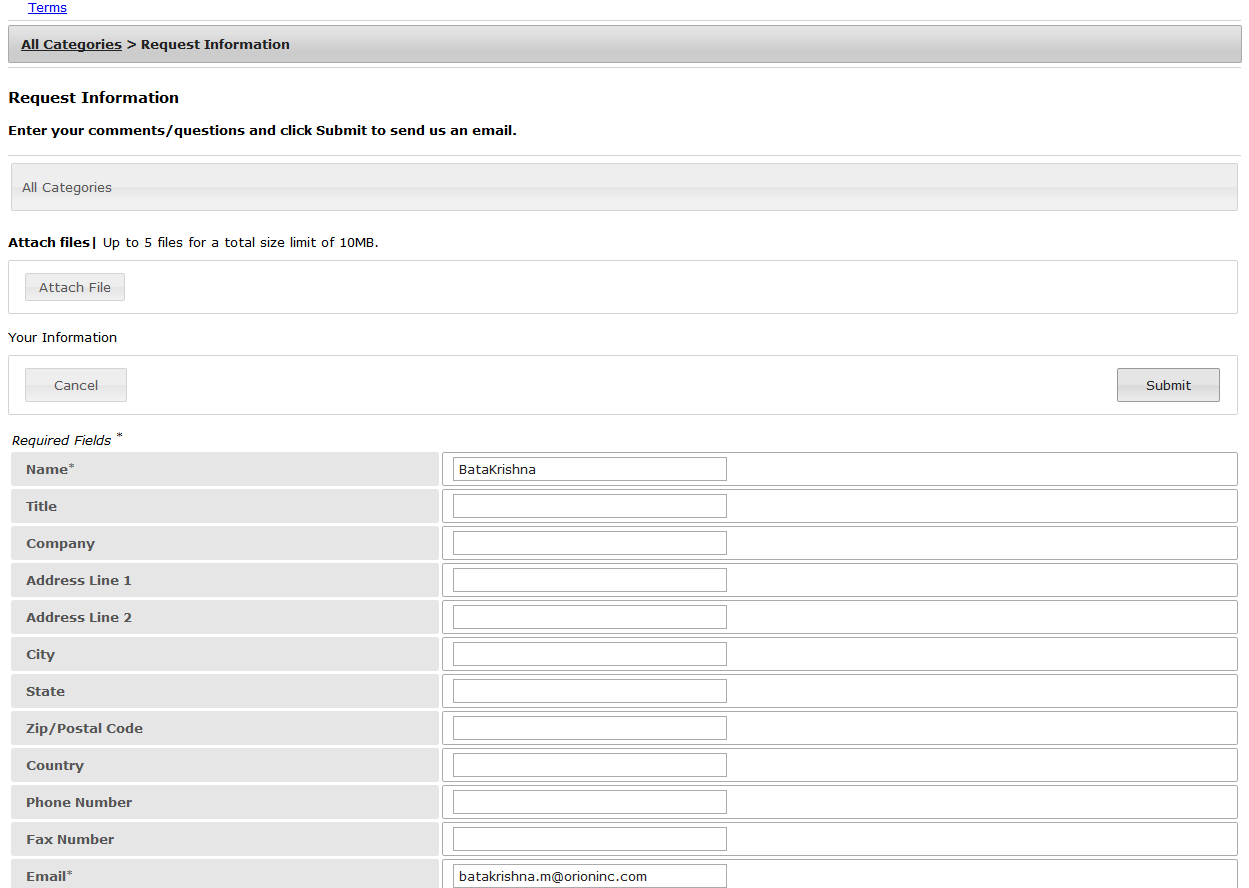 Terms
All Categories > Request Information
Request Information
Enter your comments/questions and click Submit to send us an email.
All Categories
Attach files| Up to 5 files for a total size limit of 10MB.
Attach File
Your Information
Cancel Submit
Required Fields *
Name* BataKrishna
Title
Company
Address Line 1
Address Line 2
City
State
Zip/Postal Code
Country
Phone Number
Fax Number
Email* batakrishna.m@orioninc.com